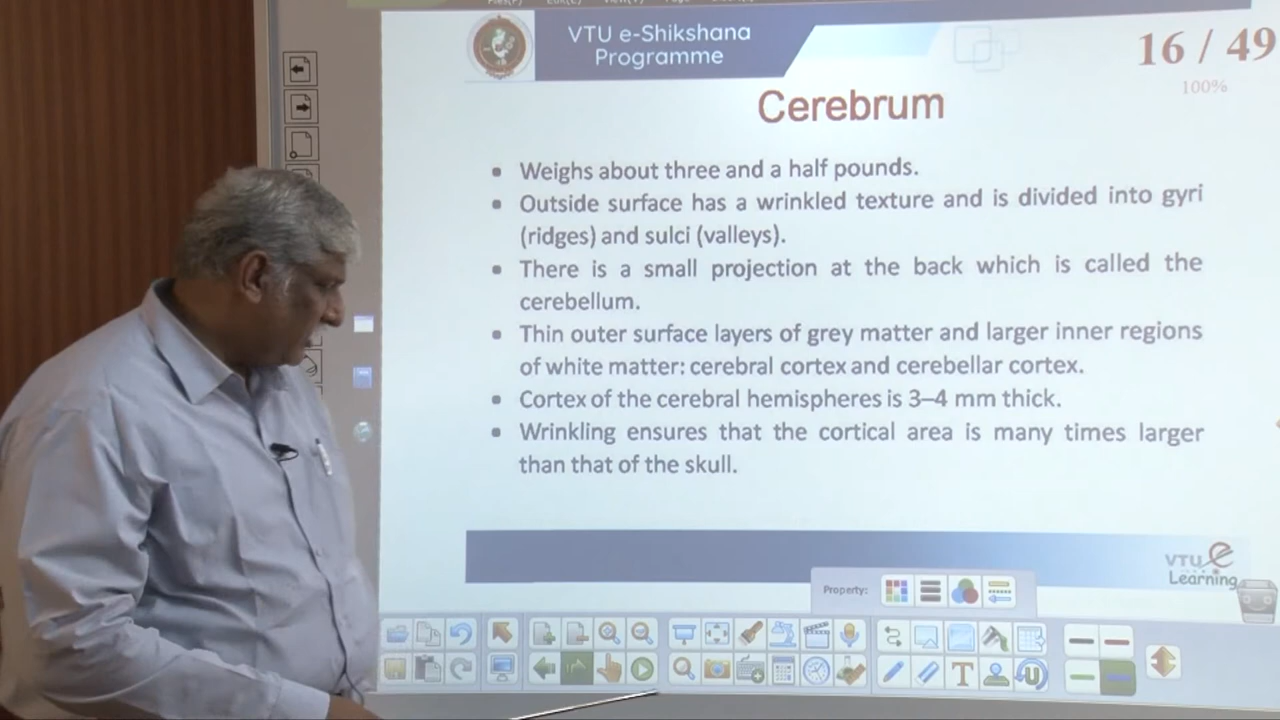 VTU e-Shikshana
Programme
16 / 49
100%
Cerebrum
Weighs about three and a half pounds.
Outside surface has a wrinkled texture and is divided into gyri
(ridges) and sulci (valleys).
There is a small projection at the back which is called the
cerebellum.
Thin outer surface layers of grey matter and larger inner regions
of white matter: cerebral cortex and cerebellar cortex.
Cortex of the cerebral hemispheres is 3–4 mm thick.
Wrinkling ensures that the cortical area is many times larger
than that of the skull.
VTU e
Learning
Property: